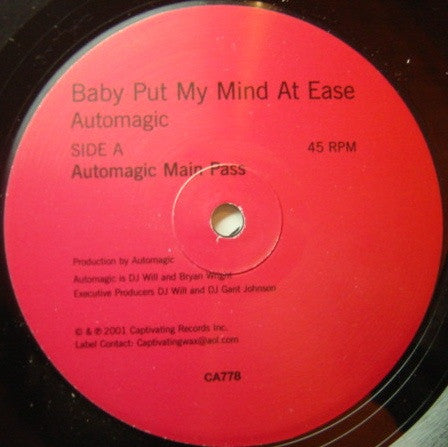 Baby Put My Mind At Ease
Automagic
SIDE A
45 RPM
Automagic Main Pass
Production by Automagic
Automagic is DJ Will and Bryan Wright
Executive Producers DJ Will and DJ Gant Johnson
© & ℗ 2001 Captivating Records Inc.
Label Contact: Captivatingwax@aol.com
CA778